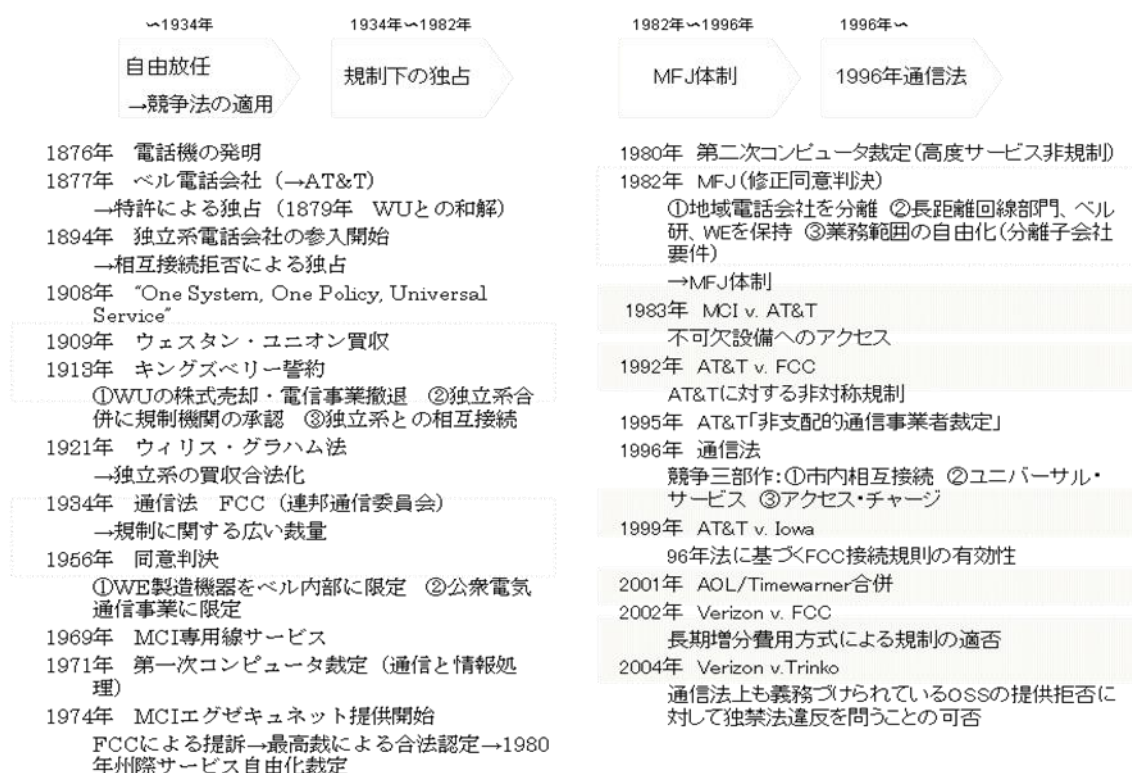 〜1934年
1934年〜1982年
1982年〜1996年
1996年〜
自由放任
→競争法の適用
規制下の独占
MFJ体制
1996年通信法
1876年 電話機の発明
1877年 ベル電話会社（→AT&T）
→特許による独占（1879年 WUとの和解）
1894年 独立系電話会社の参入開始
→相互接続拒否による独占
1908年 “One System, One Policy, Universal
Service”
1909年 ウェスタン・ユニオン買収
1913年 キングズベリー誓約
①WUの株式売却・電信事業撤退 ②独立系合
併に規制機関の承認 ③独立系との相互接続
1921年 ウィリス・グラハム法
→独立系の買収合法化
1934年 通信法 FCC（連邦通信委員会）
→規制に関する広い裁量
1956年 同意判決
①WE製造機器をベル内部に限定 ②公衆電気
通信事業に限定
1969年 MCI専用線サービス
1971年 第一次コンピュータ裁定（通信と情報処
理）
1974年 MCIエグゼキュネット提供開始
FCCによる提訴→最高裁による合法認定→1980
年州際サービス自由化裁定
1980年 第二次コンピュータ裁定(高度サービス非規制)
1982年 MFJ(修正同意判決)
①地域電話会社を分離 ②長距離回線部門、ベル
研、WEを保持 ③業務範囲の自由化(分離子会社
要件)
→MFJ体制
1983年 MCI v. AT&T
不可欠設備へのアクセス
1992年 AT&T v. FCC
AT&Tに対する非対称規制
1995年 AT&T「非支配的通信事業者裁定」
1996年 通信法
競争三部作:①市内相互接続 ②ユニバーサル・
サービス ③アクセス・チャージ
1999年 AT&T v. Iowa
96年法に基づくFCC接続規則の有効性
2001年 AOL/Timewarner合併
2002年 Verizon v. FCC
長期増分費用方式による規制の適否
2004年 Verizon v.Trinko
通信法上も義務づけられているOSSの提供拒否に
対して独禁法違反を問うことの可否